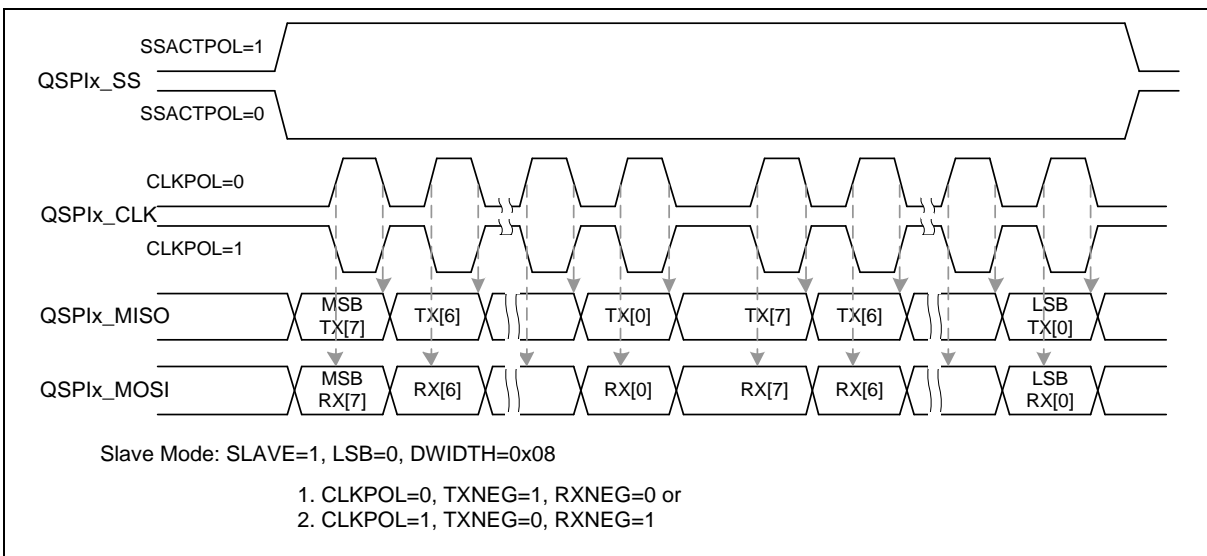 SSACTPOL=1
QSPIx_SS
SSACTPOL=0
CLKPOL=0
QSPIx_CLK
CLKPOL=1
QSPIx_MISO
MSB
TX[7]
TX[6]
TX[0]
TX[7]
TX[6]
LSB
TX[0]
QSPIx_MOSI
MSB
RX[7]
RX[6]
RX[0]
RX[7]
RX[6]
LSB
RX[0]
Slave Mode: SLAVE=1, LSB=0, DWIDTH=0x08
1. CLKPOL=0, TXNEG=1, RXNEG=0 or
2. CLKPOL=1, TXNEG=0, RXNEG=1